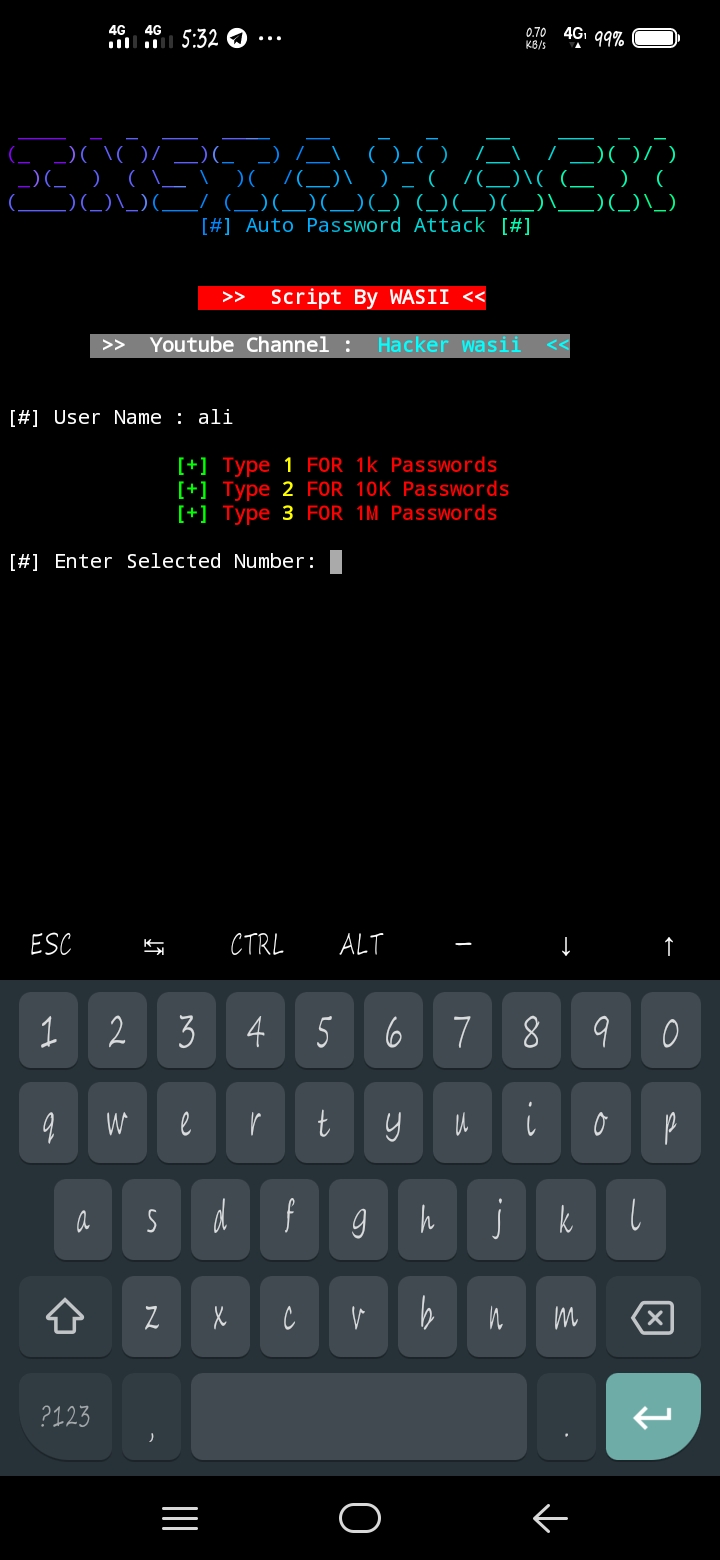 4G 4G 5:32 0.70 KB/s 4G 99%
INSTAHACK
[#] Auto Password Attack [#]
>> Script By WASII <<
>> Youtube Channel : Hacker wasii <<
[#] User Name : ali
[+] Type 1 FOR 1k Passwords
[+] Type 2 FOR 10K Passwords
[+] Type 3 FOR 1M Passwords
[#] Enter Selected Number:
ESC ↹ CTRL ALT – ↓ ↑
1 2 3 4 5 6 7 8 9 0
q w e r t y u i o p
a s d f g h j k l
z x c v b n m
?123 , .